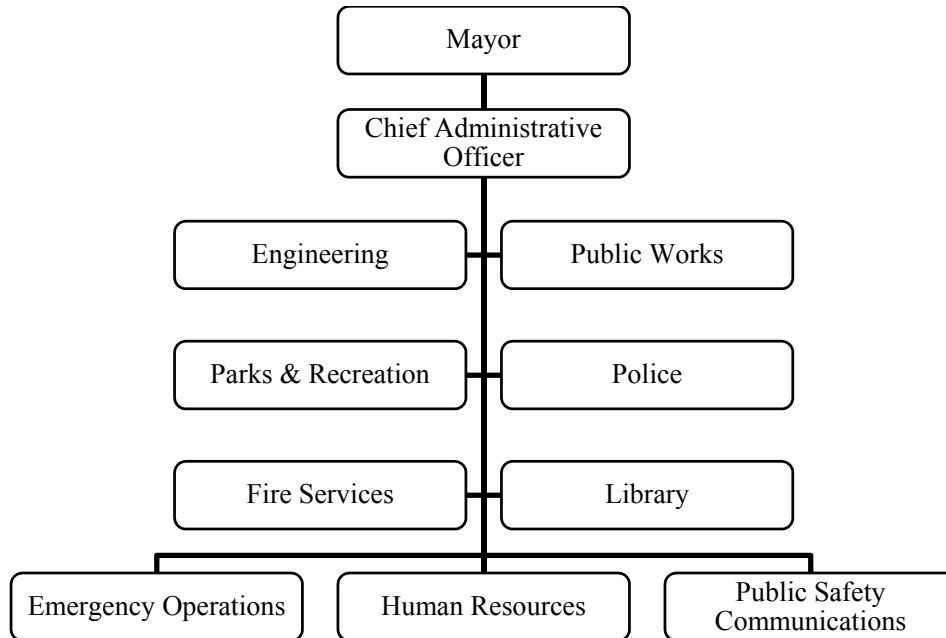 Mayor
Chief Administrative
Officer
Engineering
Public Works
Parks & Recreation
Police
Fire Services
Library
Emergency Operations
Human Resources
Public Safety
Communications